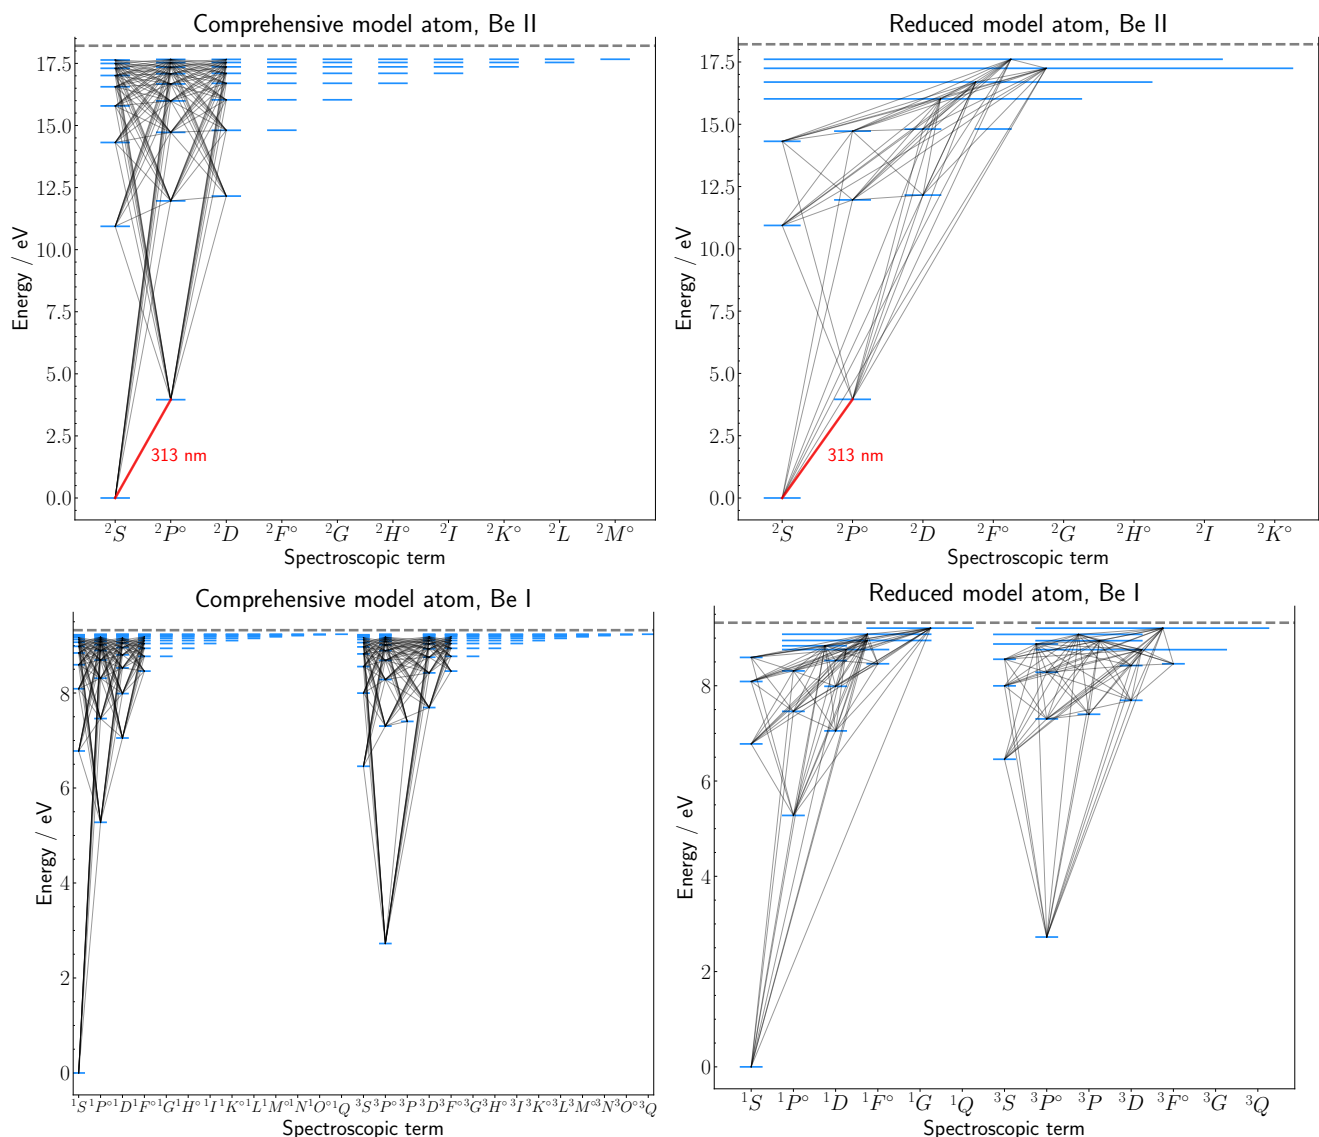 Comprehensive model atom, Be II
17.5
15.0
12.5
10.0
7.5
5.0
2.5
0.0
Energy / eV
313 nm
²S ²P° ²D ²F° ²G ²H° ²I ²K° ²L ²M°
Spectroscopic term
Reduced model atom, Be II
17.5
15.0
12.5
10.0
7.5
5.0
2.5
0.0
Energy / eV
313 nm
²S ²P° ²D ²F° ²G ²H° ²I ²K°
Spectroscopic term
Comprehensive model atom, Be I
8
6
4
2
0
Energy / eV
¹S ¹P° ¹D ¹F° ¹G ¹H° ¹I ¹K° ¹L ¹M° ¹N ¹O° ¹Q ³S ³P° ³P ³D ³F° ³G ³H° ³I ³K° ³L ³M° ³N ³O° ³Q
Spectroscopic term
Reduced model atom, Be I
8
6
4
2
0
Energy / eV
¹S ¹P° ¹D ¹F° ¹G ¹Q ³S ³P° ³P ³D ³F° ³G ³Q
Spectroscopic term